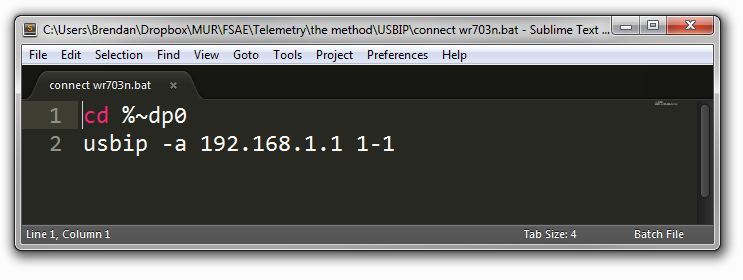 C:\Users\Brendan\Dropbox\MUR\FSAE\Telemetry\the method\USBIP\connect wr703n.bat - Sublime Text ...
File Edit Selection Find View Goto Tools Project Preferences Help
connect wr703n.bat ×
1 cd %~dp0
2 usbip -a 192.168.1.1 1-1
Line 1, Column 1 Tab Size: 4 Batch File